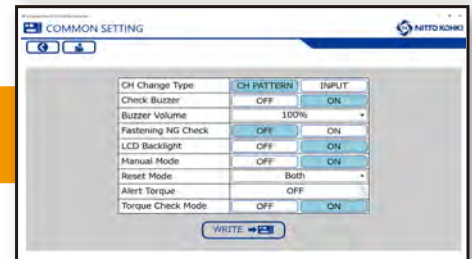 COMMON SETTING
NITTO KOHKI
CH Change Type CH PATTERN INPUT
Check Buzzer OFF ON
Buzzer Volume 100%
Fastening NG Check OFF ON
LCD Backlight OFF ON
Manual Mode OFF ON
Reset Mode Both
Alert Torque OFF
Torque Check Mode OFF ON
WRITE